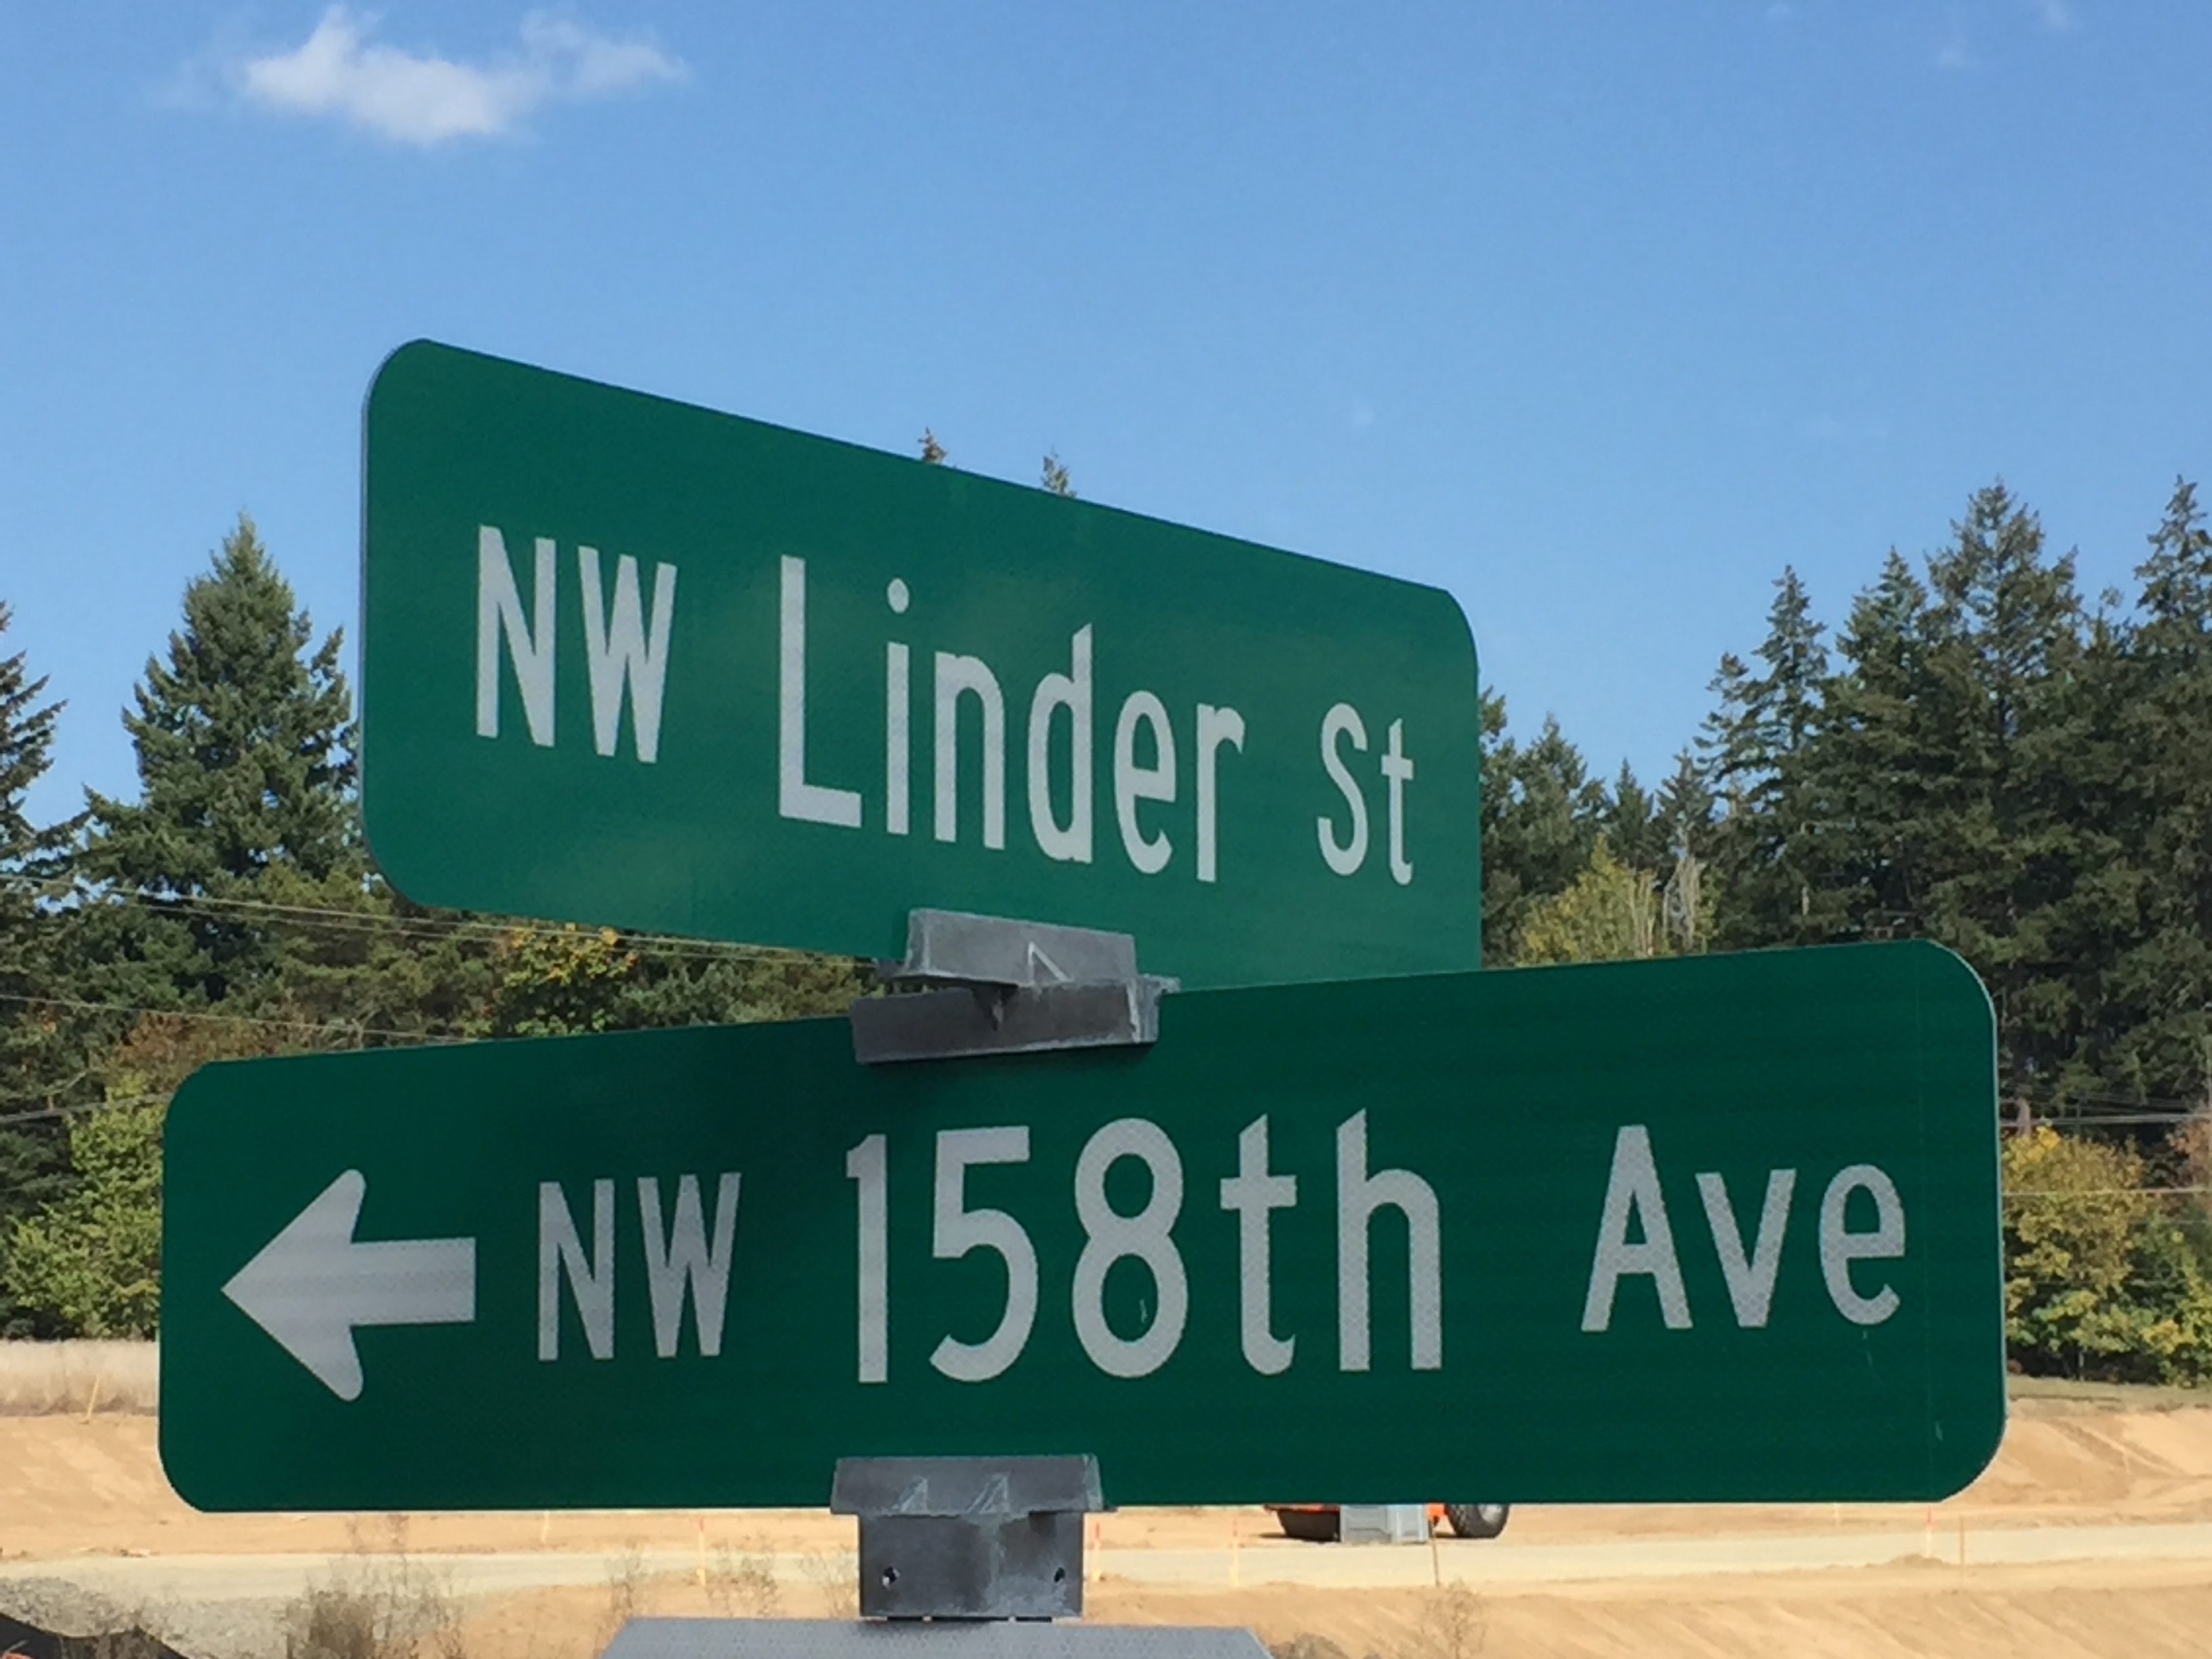 NW Linder St
NW 158th Ave